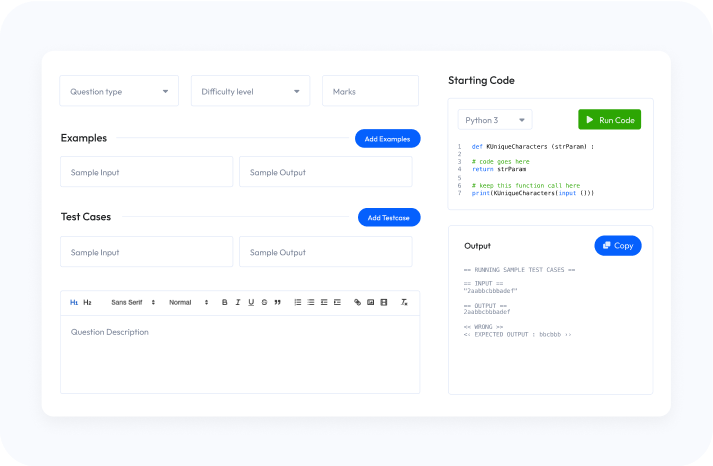 Question type
Difficulty level
Marks
Examples
Add Examples
Sample Input
Sample Output
Test Cases
Add Testcase
Sample Input
Sample Output
H1 H2 Sans Serif Normal B I U S
Question Description
Starting Code
Python 3
Run Code
1 def KUniqueCharacters (strParam) :
2
3 # code goes here
4 return strParam
5
6 # keep this function call here
7 print(KUniqueCharacters(input ()))
Output
Copy
== RUNNING SAMPLE TEST CASES ==
== INPUT ==
"2aabbcbbbadef"
== OUTPUT ==
2aabbcbbbadef
<< WRONG >>
<‹ EXPECTED OUTPUT : bbcbbb ››